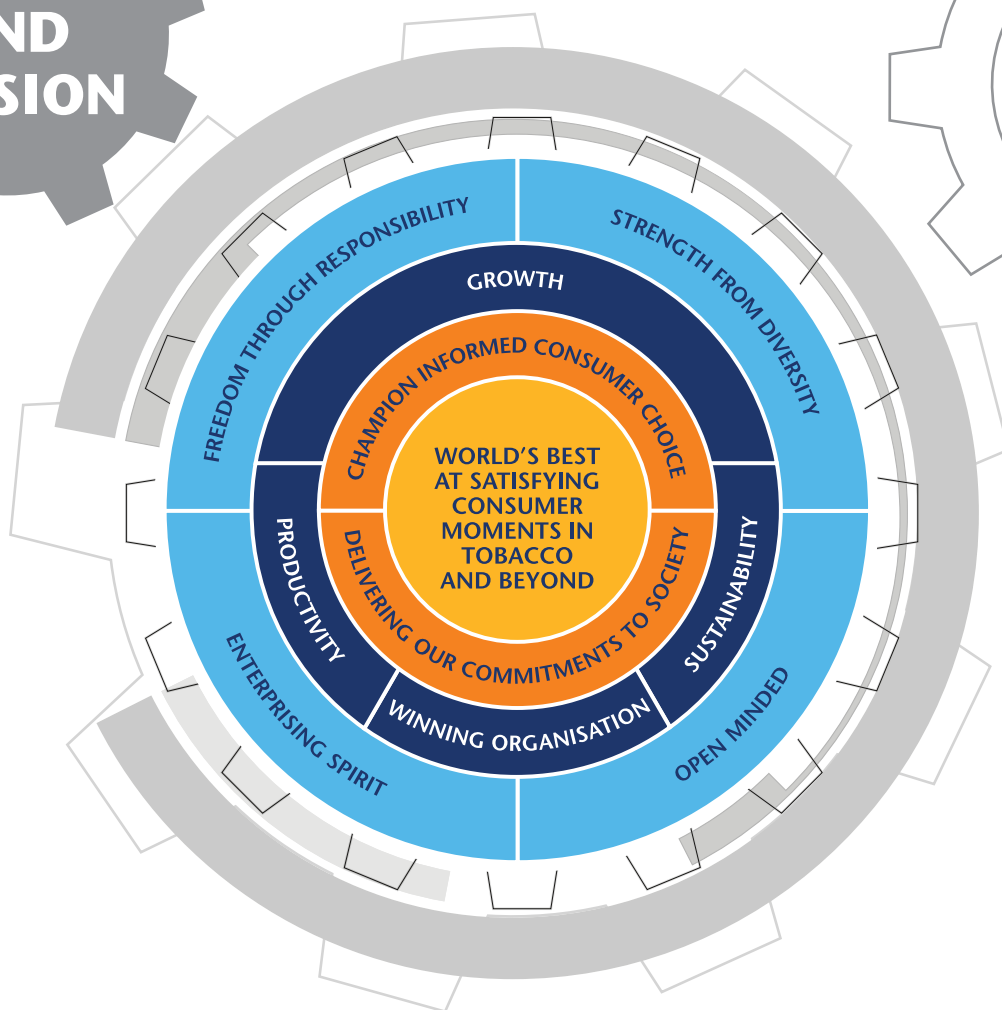 ND
SION
FREEDOM THROUGH RESPONSIBILITY
STRENGTH FROM DIVERSITY
GROWTH
CHAMPION INFORMED CONSUMER CHOICE
WORLD'S BEST
AT SATISFYING
CONSUMER
MOMENTS IN
TOBACCO
AND BEYOND
PRODUCTIVITY
DELIVERING OUR COMMITMENTS TO SOCIETY
SUSTAINABILITY
WINNING ORGANISATION
ENTERPRISING SPIRIT
OPEN MINDED